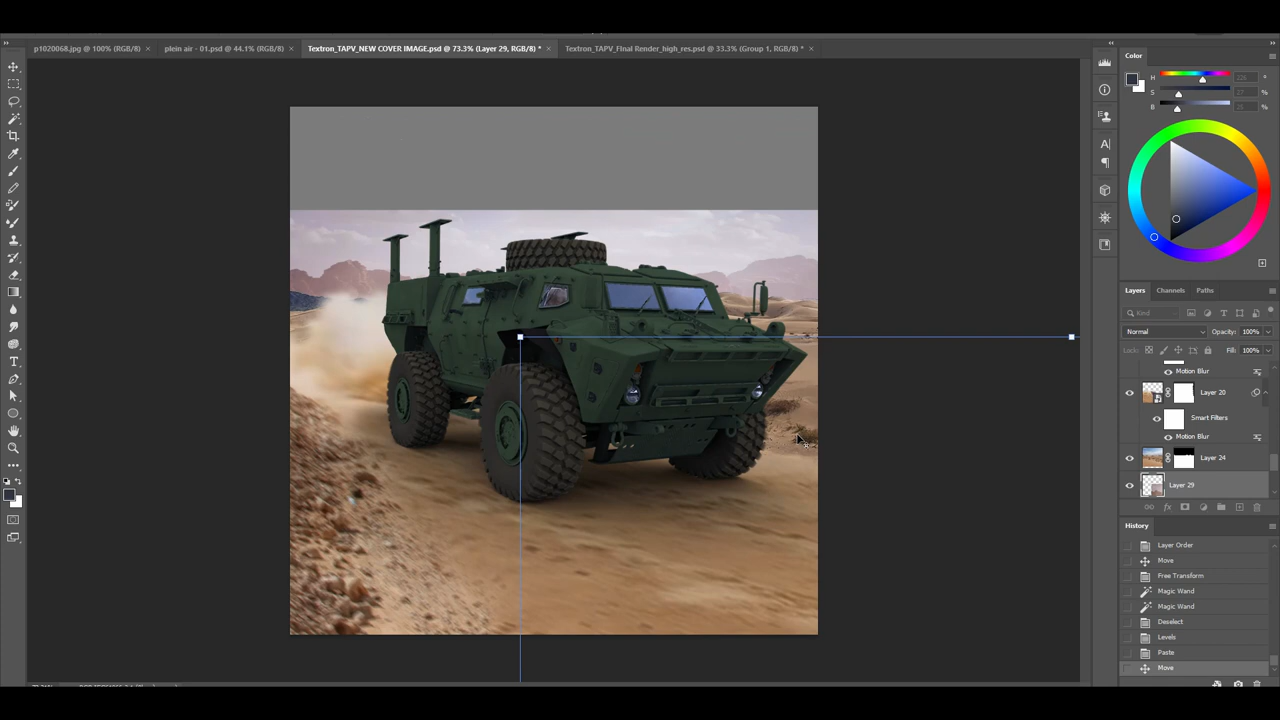 p1020068.jpg @ 100% (RGB/8) ×
plein air - 01.psd @ 44.1% (RGB/8) ×
Textron_TAPV_NEW COVER IMAGE.psd @ 73.3% (Layer 29, RGB/8) * ×
Textron_TAPV_FInal Render_high_res.psd @ 33.3% (Group 1, RGB/8) * ×
Color
H
S
%
B
%
Layers Channels Paths
Kind
Normal Opacity: 100%
Lock: Fill: 100%
Motion Blur
Layer 20
Smart Filters
Motion Blur
Layer 24
Layer 29
History
Layer Order
Move
Free Transform
Magic Wand
Magic Wand
Deselect
Levels
Paste
Move